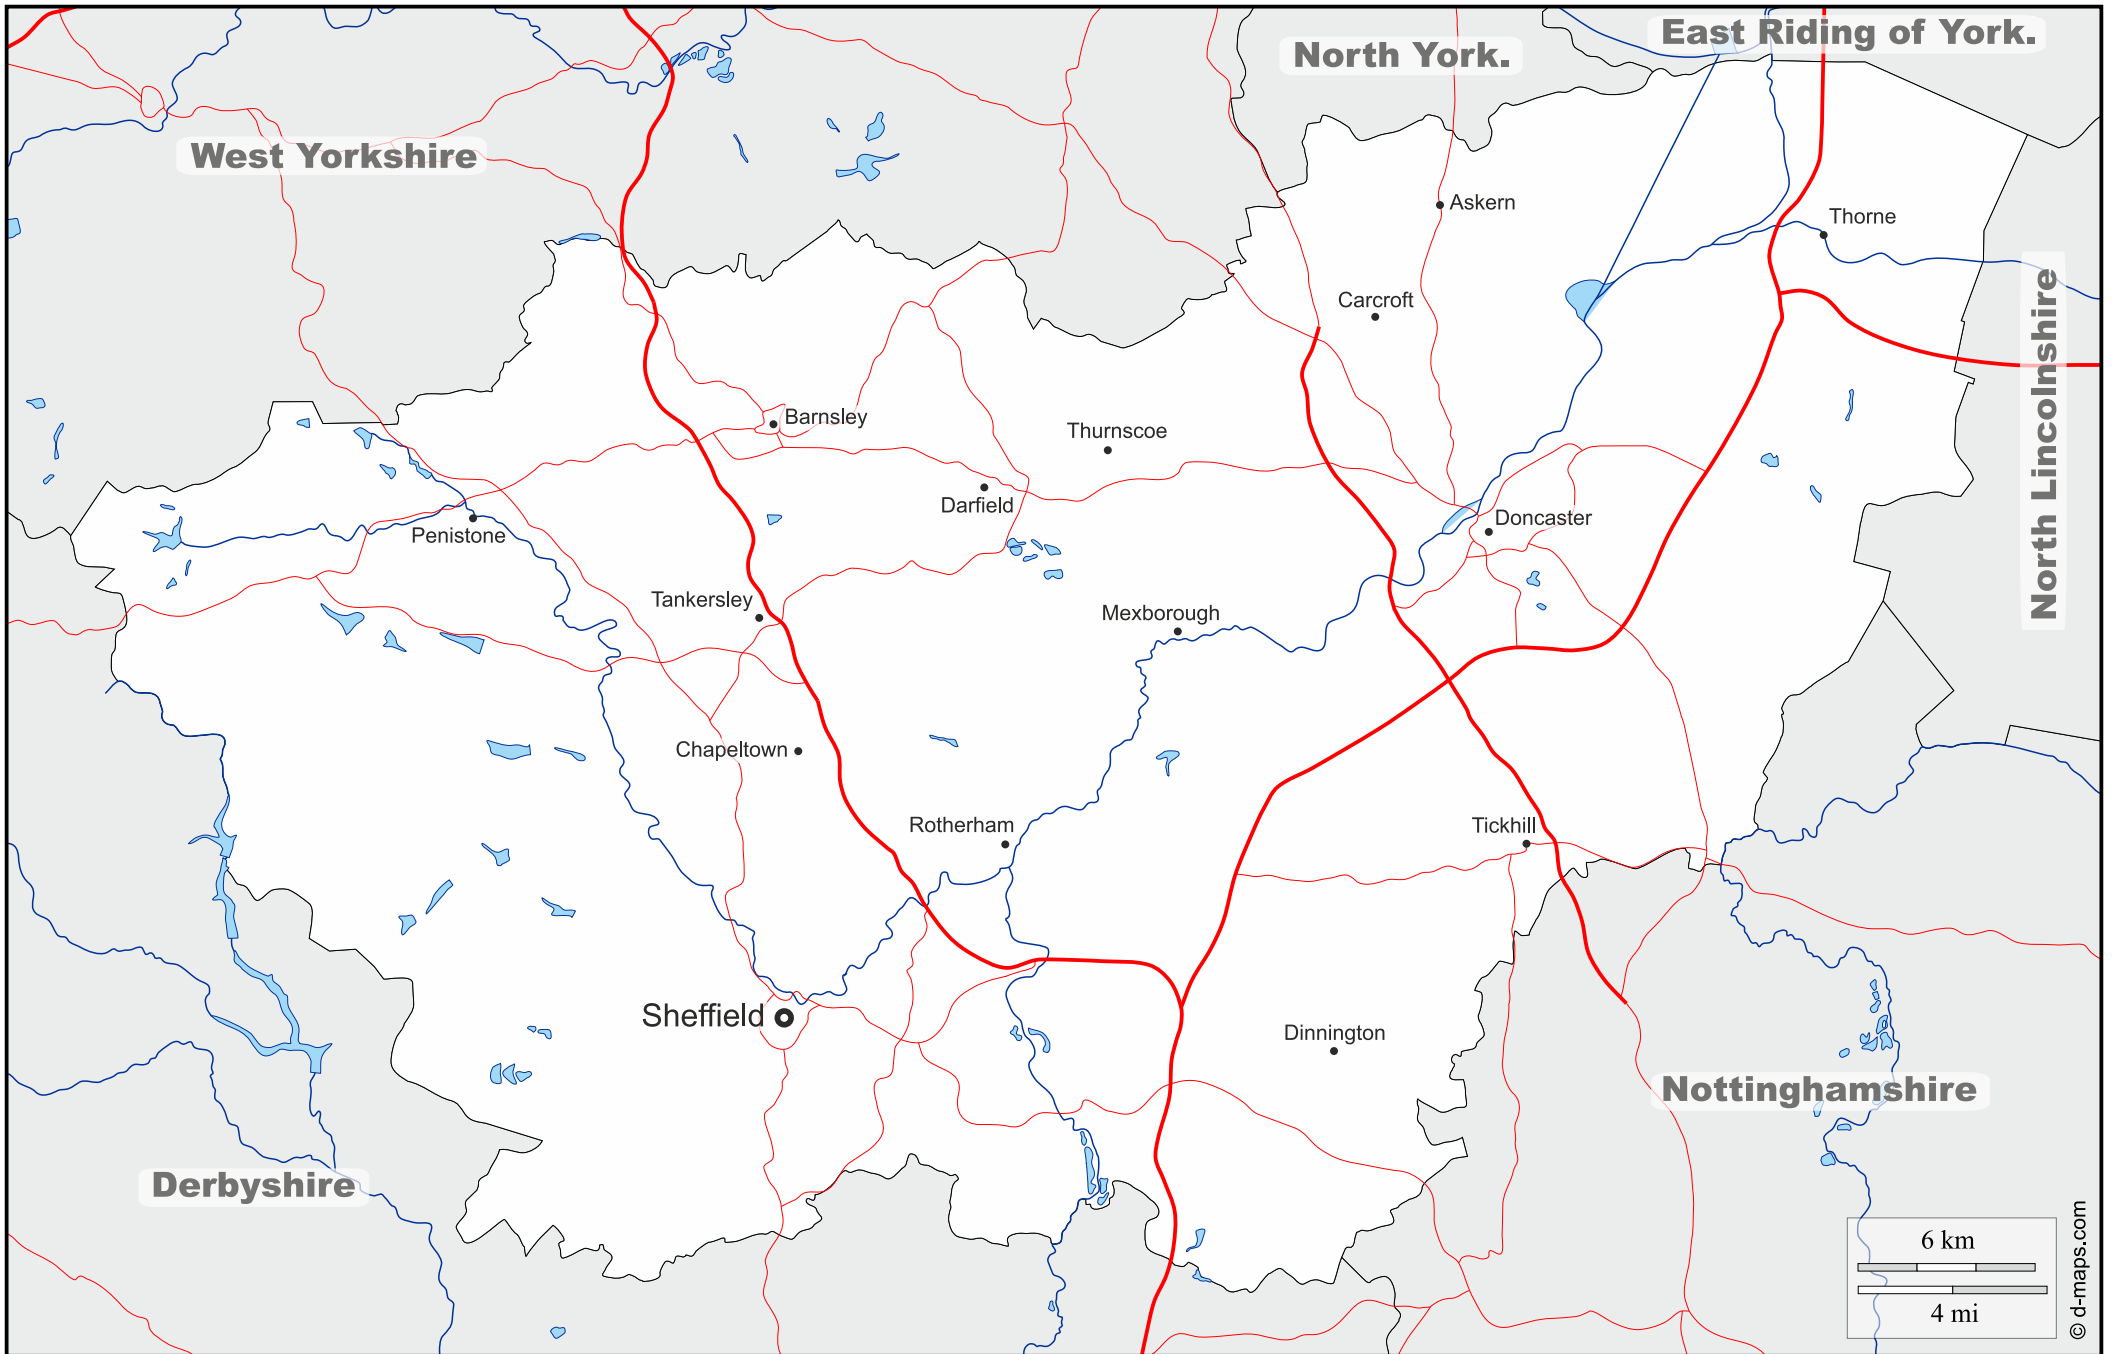 East Riding of York.
North York.
West Yorkshire
Askern
Thorne
Carcroft
North Lincolnshire
Barnsley
Thurnscoe
Darfield
Doncaster
Penistone
Tankersley
Mexborough
Chapeltown
Rotherham
Tickhill
Sheffield
Dinnington
Nottinghamshire
Derbyshire
6 km
4 mi
© d-maps.com